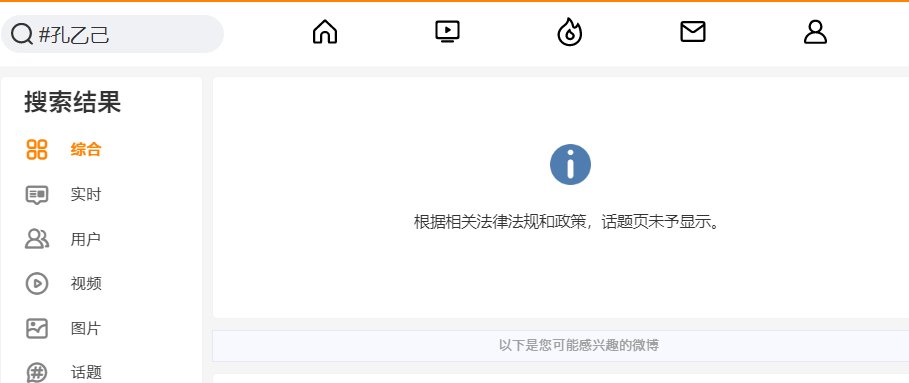 #孔乙己
搜索结果
综合
实时
用户
视频
图片
话题
根据相关法律法规和政策，话题页未予显示。
以下是您可能感兴趣的微博